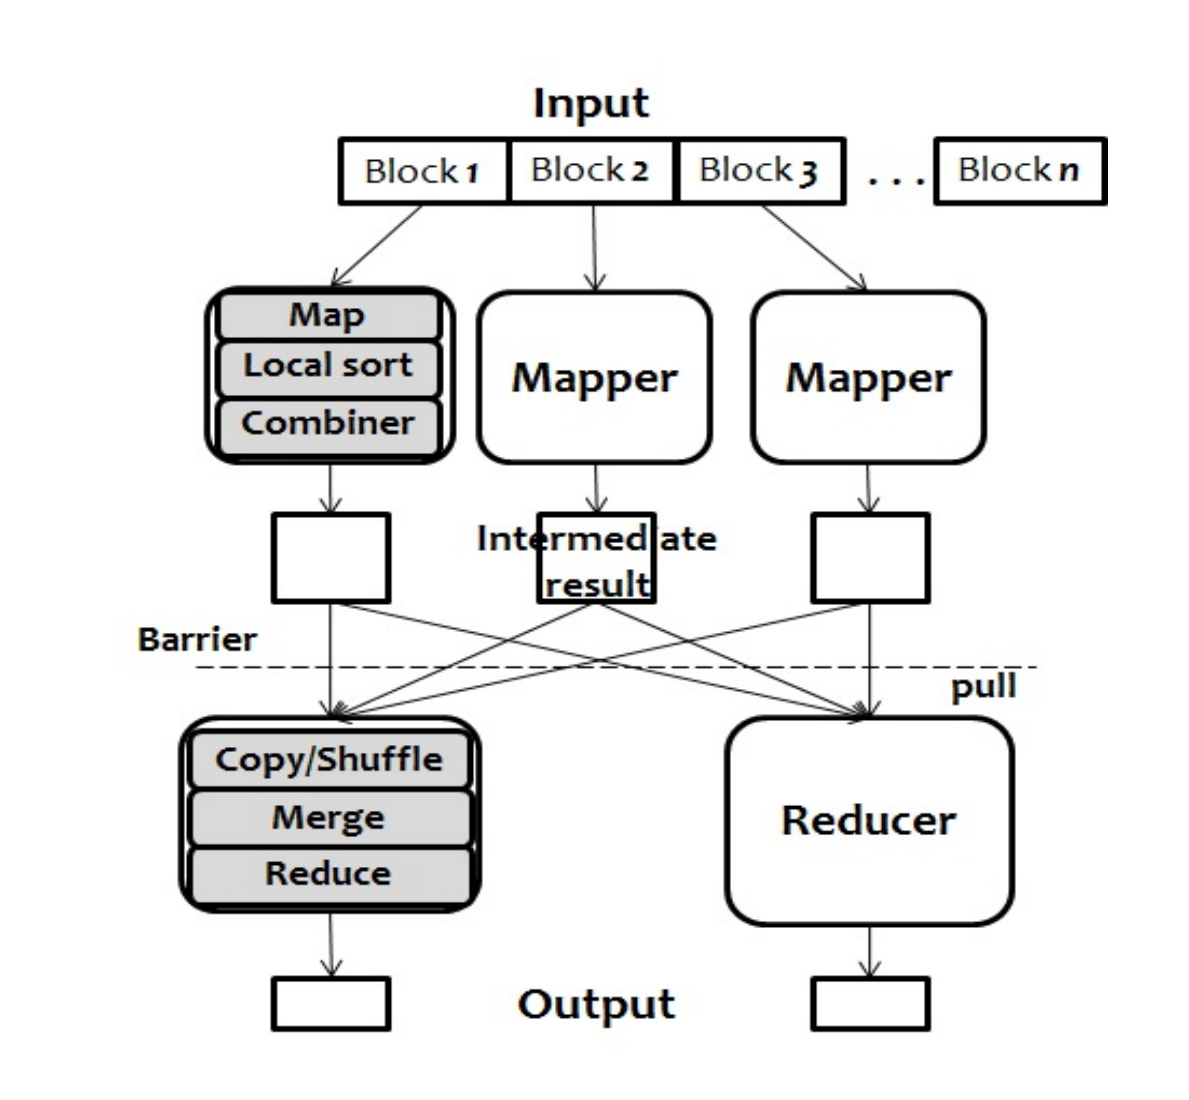 Input
Block 1 Block 2 Block 3 ... Block n
Map
Local sort
Combiner
Mapper
Mapper
Intermediate
result
Barrier
pull
Copy/Shuffle
Merge
Reduce
Reducer
Output